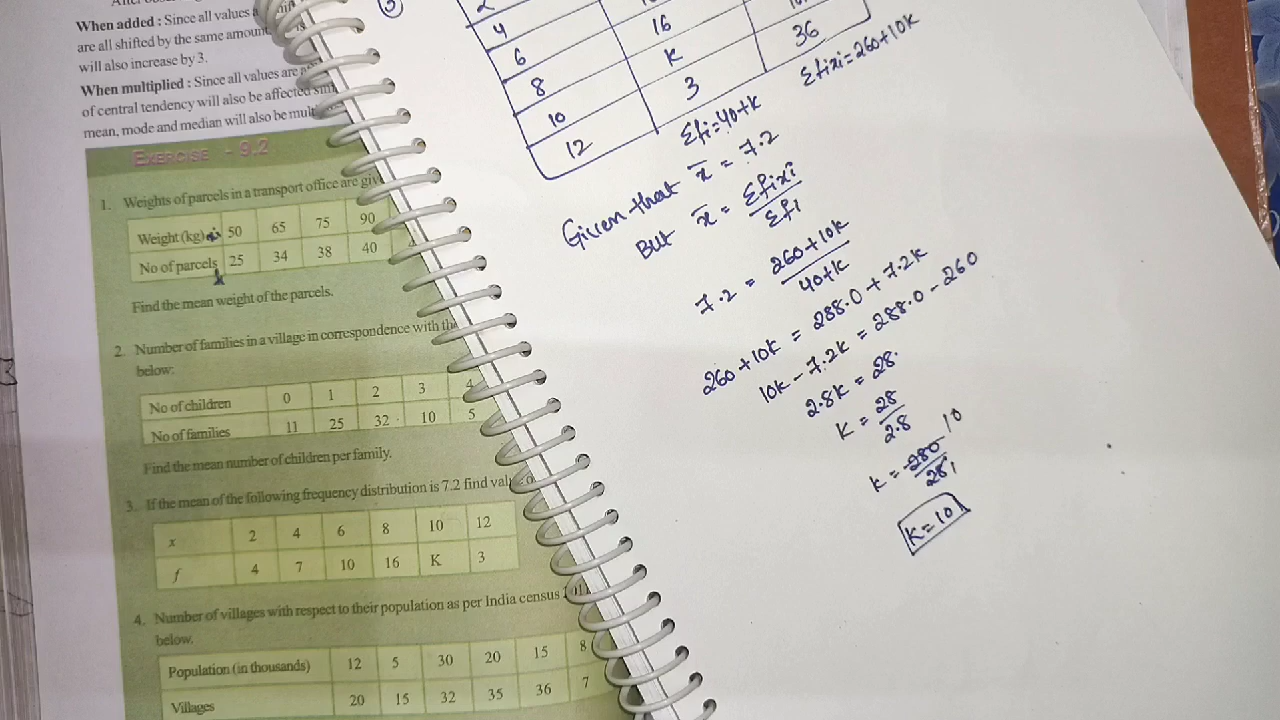 When added : Since all values
are all shifted by the same amount
will also increase by 3.
When multiplied : Since all values are
of central tendency will also be affected
mean, mode and median will also be
EXERCISE - 9.2
1. Weights of parcels in a transport office are
Weight (kg) 50 65 75 90
No of parcels 25 34 38 40
Find the mean weight of the parcels.
2. Number of families in a village in correspondence with
below:
No of children 0 1 2 3 4
No of families 11 25 32 10 5
Find the mean number of children per family.
3. If the mean of the following frequency distribution is 7.2 find
x 2 4 6 8 10 12
f 4 7 10 16 K 3
4. Number of villages with respect to their population as per India census
below.
Population (in thousands) 12 5 30 20 15 8
Villages 20 15 32 35 36 7
2
4
6
8 16
10 K
12 3 36
Σfi=40+k Σfixi=260+10k
Given that x̄ = 7.2
But x̄ = Σfixi/Σfi
7.2 = 260+10k/40+k
260+10k = 288.0+7.2k
10k-7.2k = 288.0-260
2.8k = 28.
k = 28/2.8
k = 280/28 10 1
k=10